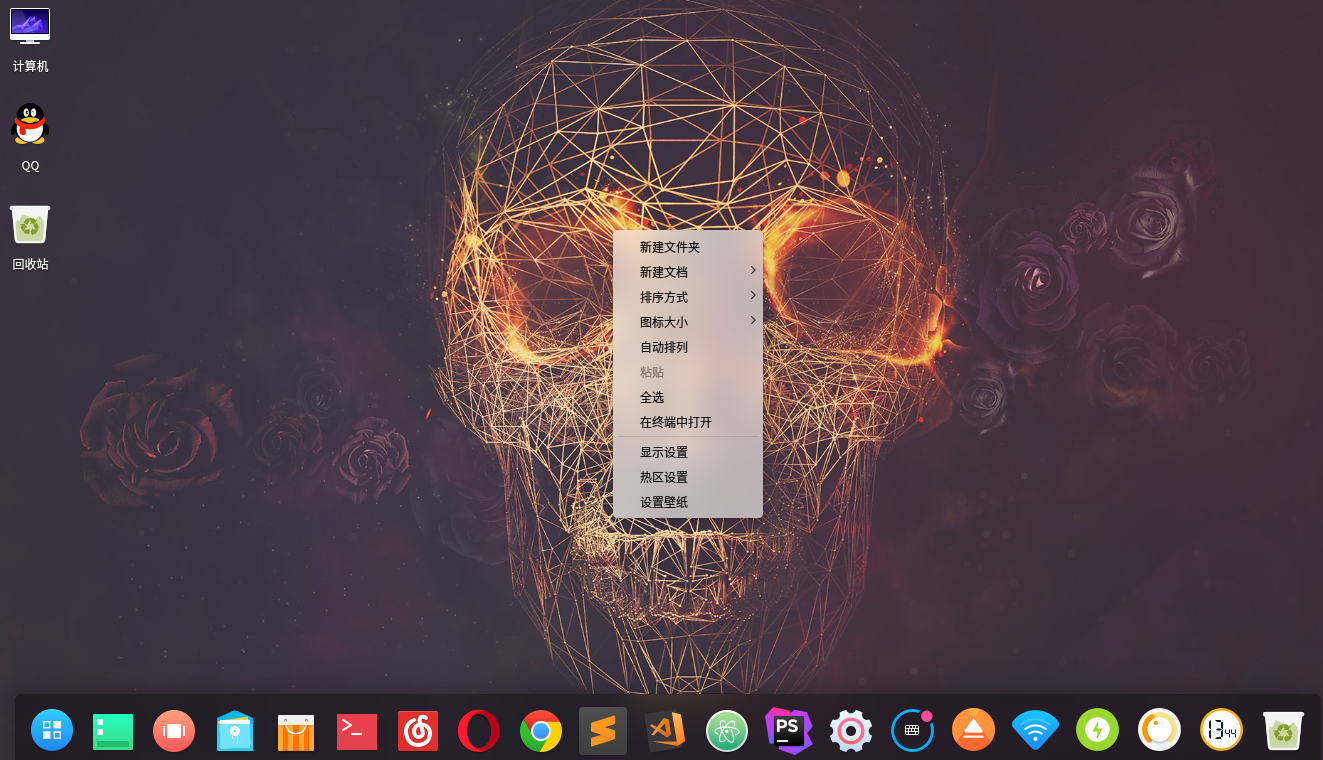 计算机
QQ
回收站
新建文件夹
新建文档
排序方式
图标大小
自动排列
粘贴
全选
在终端中打开
显示设置
热区设置
设置壁纸
>_
PS
13 44